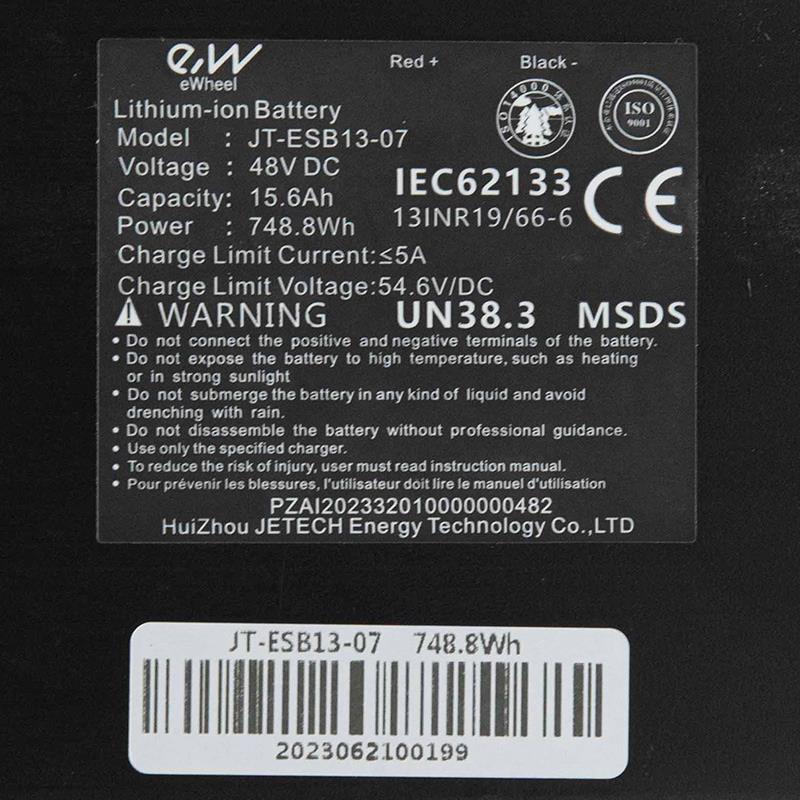 eW
eWheel
Red + Black -
Lithium-ion Battery
Model : JT-ESB13-07
Voltage : 48V DC
Capacity: 15.6Ah
Power : 748.8Wh
ISO14000
ISO
9001
IEC62133
13INR19/66-6
CE
Charge Limit Current:≤5A
Charge Limit Voltage:54.6V/DC
WARNING UN38.3 MSDS
• Do not connect the positive and negative terminals of the battery.
• Do not expose the battery to high temperature, such as heating
or in strong sunlight
• Do not submerge the battery in any kind of liquid and avoid
drenching with rain.
• Do not disassemble the battery without professional guidance.
• Use only the specified charger.
• To reduce the risk of injury, user must read instruction manual.
• Pour prévenir les blessures, l'utilisateur doit lire le manuel d'utilisation
PZAI202332010000000482
HuiZhou JETECH Energy Technology Co.,LTD
JT-ESB13-07 748.8Wh
2023062100199